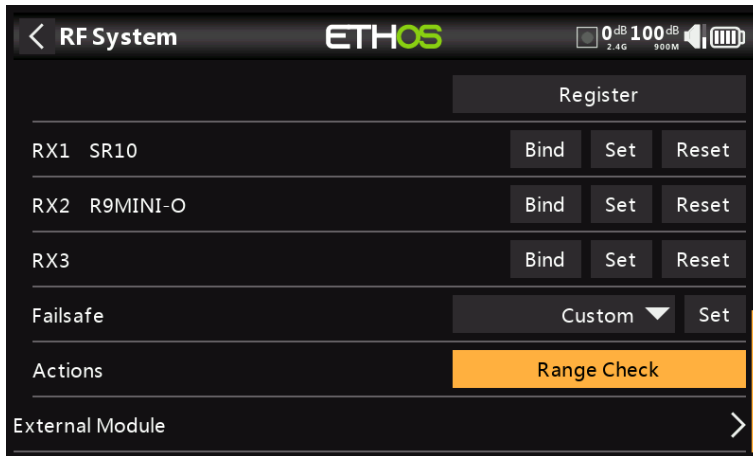 RF System ETHOS 0dB 2.4G 100dB 900M
Register
RX1 SR10 Bind Set Reset
RX2 R9MINI-O Bind Set Reset
RX3 Bind Set Reset
Failsafe Custom Set
Actions Range Check
External Module